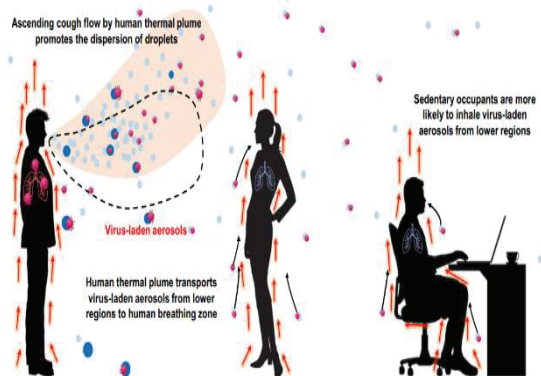 Ascending cough flow by human thermal plume
promotes the dispersion of droplets
Sedentary occupants are more
likely to inhale virus-laden
aerosols from lower regions
Virus-laden aerosols
Human thermal plume transports
virus-laden aerosols from lower
regions to human breathing zone